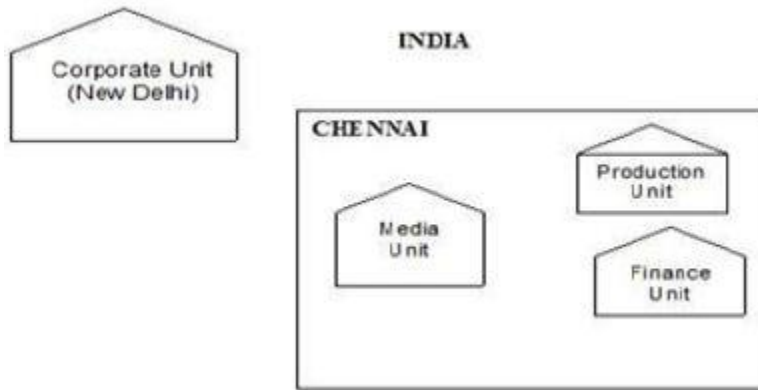 Corporate Unit
(New Delhi)
INDIA
CHENNAI
Production
Unit
Media
Unit
Finance
Unit